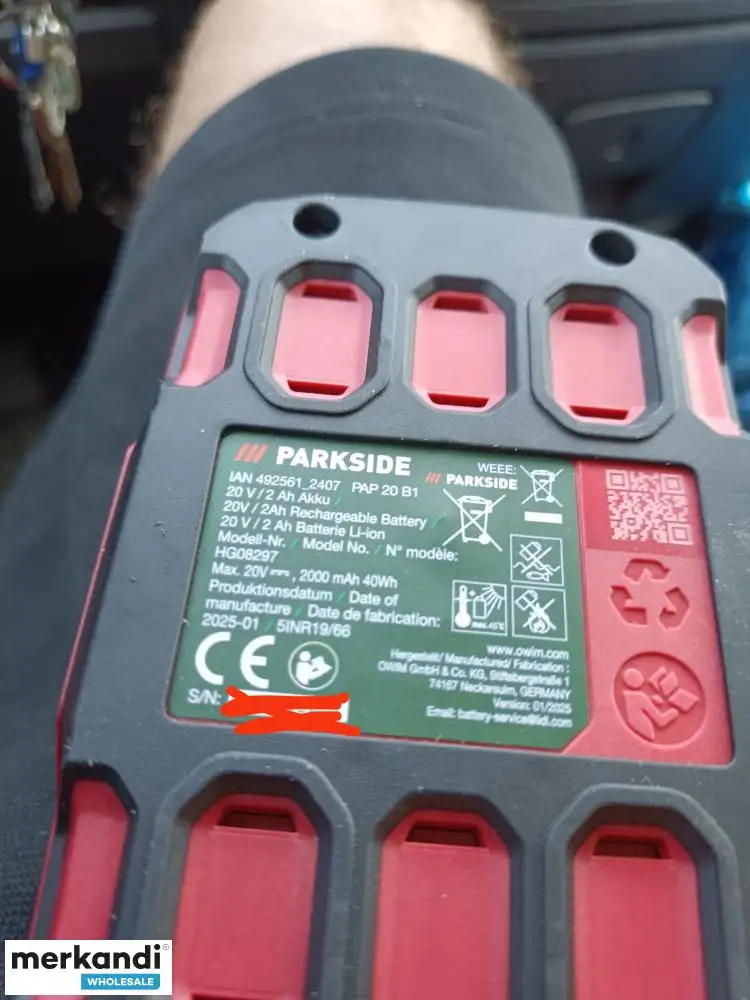 PARKSIDE
IAN 492561_2407 PAP 20 B1
PARKSIDE
WEEE:
20 V / 2 Ah Akku /
20V / 2Ah Rechargeable Battery /
20 V / 2 Ah Batterie Li-ion
Modell-Nr. / Model No. / N° modèle:
HG08297
Max. 20V, 2000 mAh 40Wh
Produktionsdatum / Date of
manufacture / Date de fabrication:
2025-01 / 5INR19/66
max.45°C
CE
S/N:
www.owim.com
Hergestellt/ Manufactured/ Fabrication :
OWIM GmbH & Co. KG, Stiftsbergstraße 1
74167 Neckarsulm, GERMANY
Version: 01/2025
Email: battery-service@lidl.com
merkandi
WHOLESALE